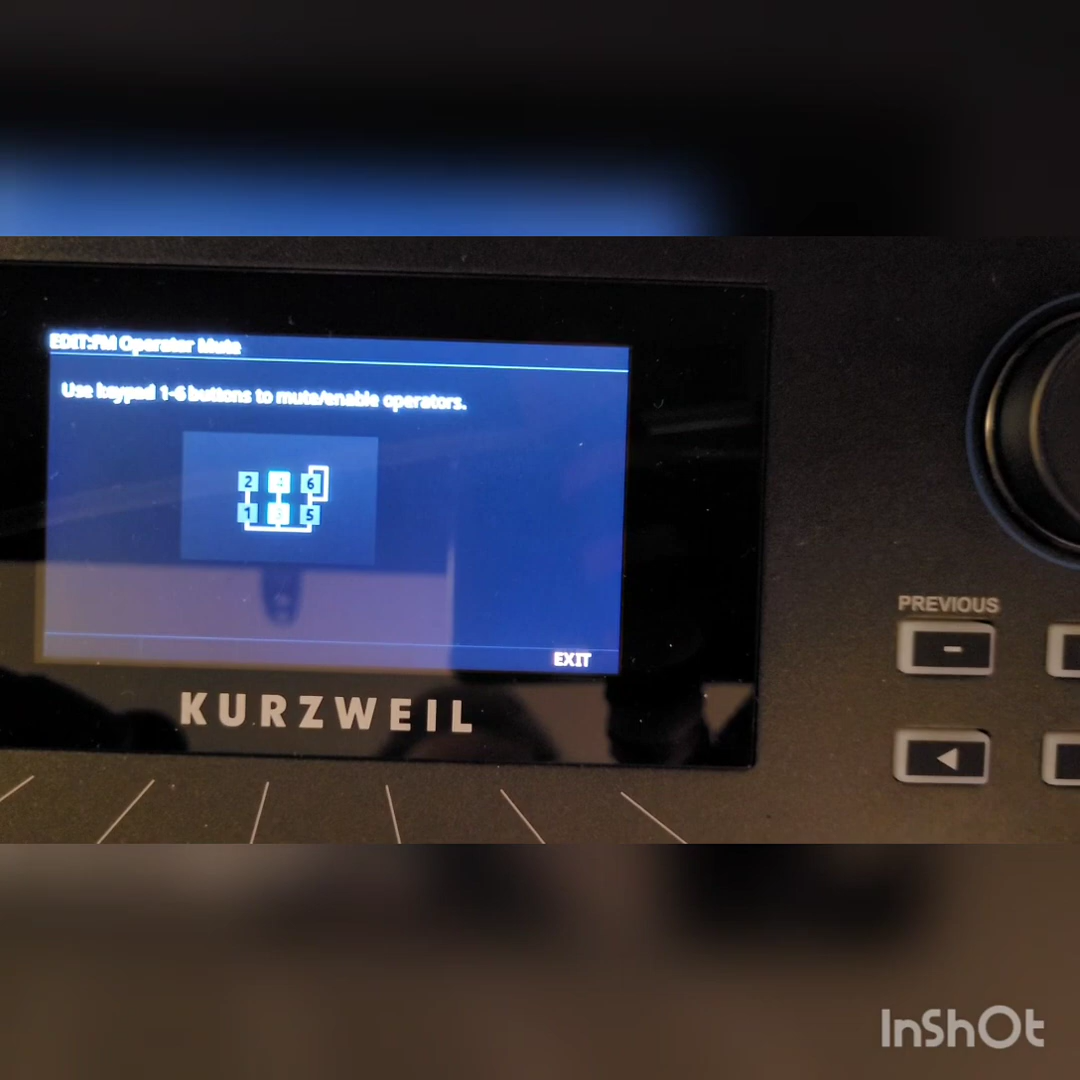 EDIT:FM Operator Mute
Use keypad 1-6 buttons to mute/enable operators.
2 4 6
1 3 5
EXIT
KURZWEIL
PREVIOUS
-
InShOt